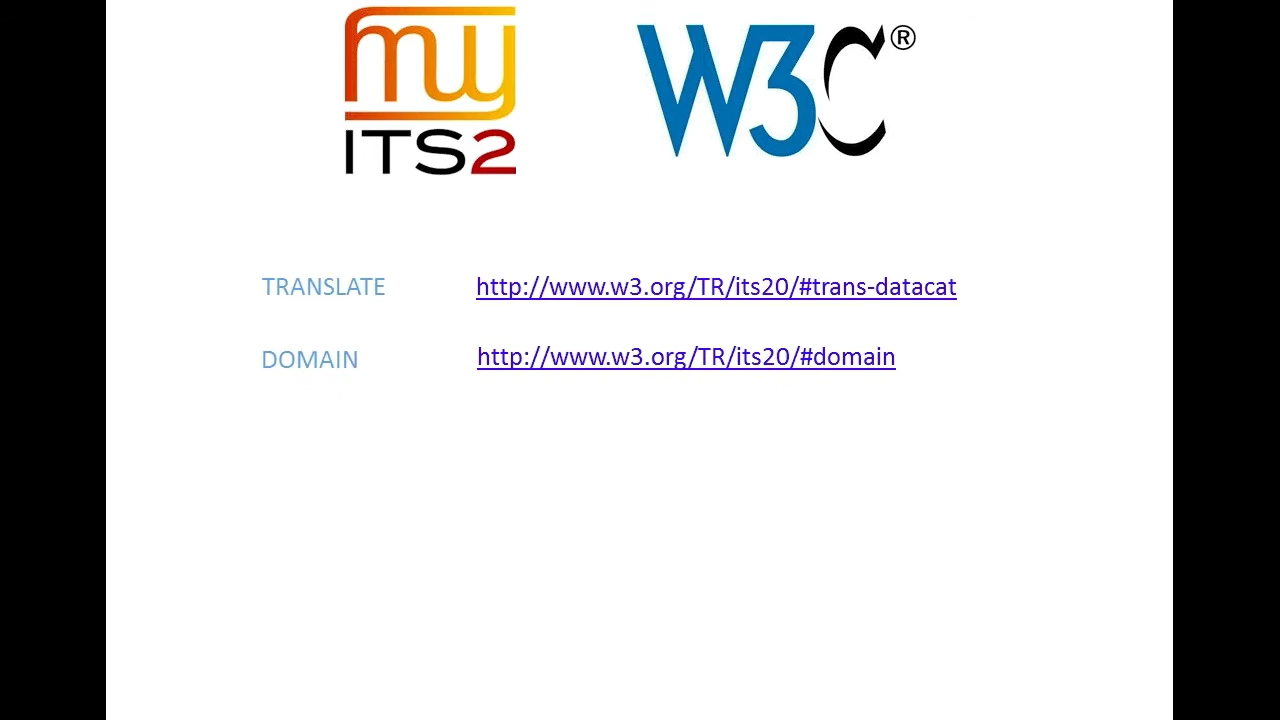 my W3C®
ITS2
TRANSLATE http://www.w3.org/TR/its20/#trans-datacat
DOMAIN http://www.w3.org/TR/its20/#domain